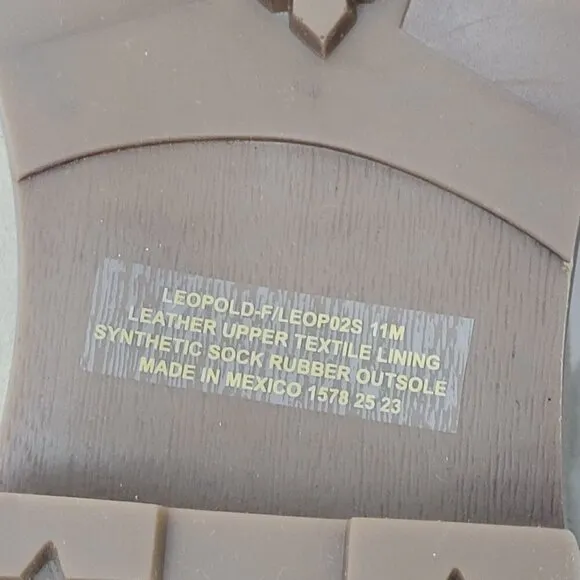 LEOPOLD-F/LEOP02S 11M
LEATHER UPPER TEXTILE LINING
SYNTHETIC SOCK RUBBER OUTSOLE
MADE IN MEXICO 1578 25 23